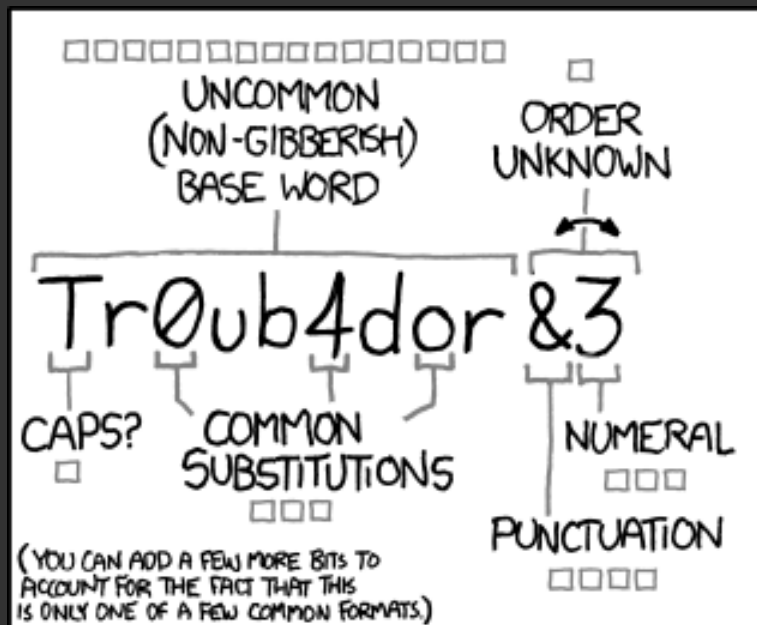 UNCOMMON
(NON-GIBBERISH)
BASE WORD
ORDER
UNKNOWN
Tr0ub4dor &3
CAPS?
COMMON
SUBSTITUTIONS
NUMERAL
PUNCTUATION
(YOU CAN ADD A FEW MORE BITS TO
ACCOUNT FOR THE FACT THAT THIS
IS ONLY ONE OF A FEW COMMON FORMATS.)